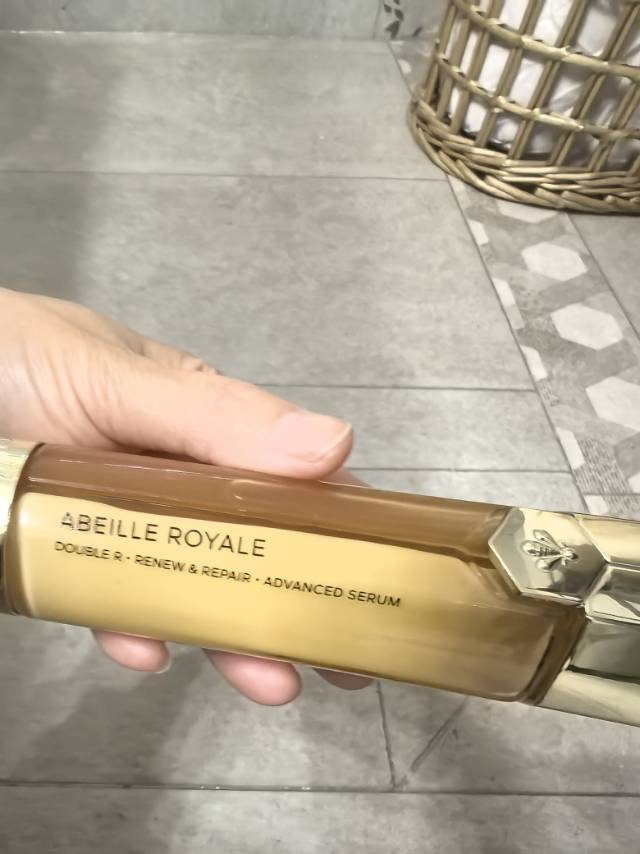 ABEILLE ROYALE
DOUBLE R • RENEW & REPAIR • ADVANCED SERUM